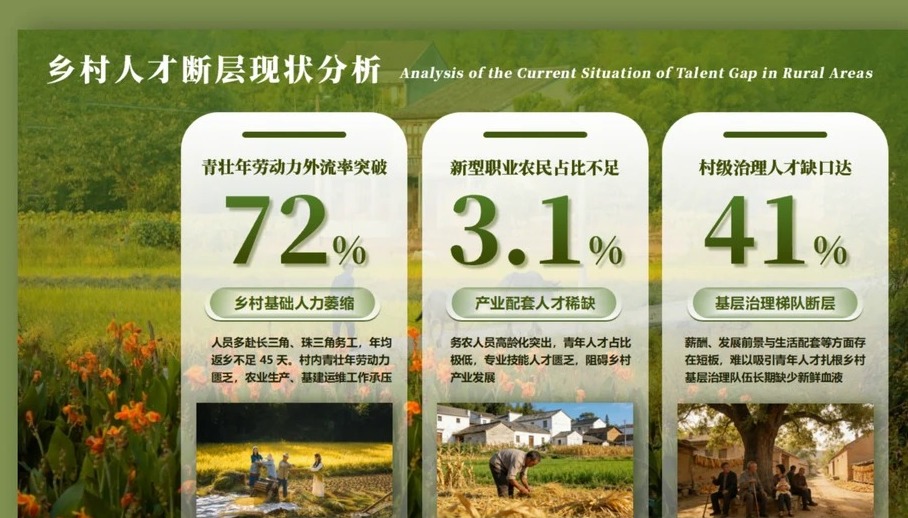 乡村人才断层现状分析 Analysis of the Current Situation of Talent Gap in Rural Areas
青壮年劳动力外流率突破
72%
乡村基础人力萎缩
人员多赴长三角、珠三角务工，年均
返乡不足 45 天，村内青壮年劳动力
匮乏，农业生产、基建运维工作承压
新型职业农民占比不足
3.1%
产业配套人才稀缺
务农人员高龄化突出，青年人才占比
极低，专业技能人才匮乏，阻碍乡村
产业发展
村级治理人才缺口达
41%
基层治理梯队断层
薪酬、发展前景与生活配套等方面存
在短板，难以吸引青年人才扎根乡村
基层治理队伍长期缺少新鲜血液